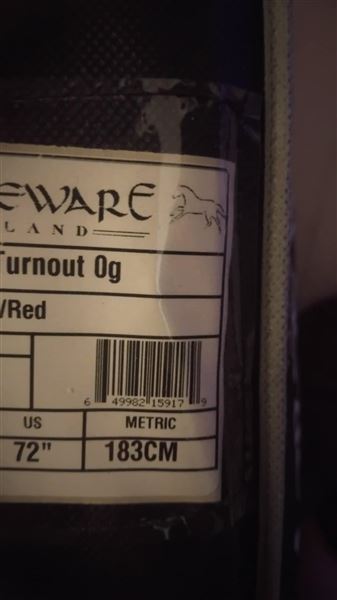 EWARE
LAND
Turnout 0g
/Red
6 49982 15917 9
US METRIC
72" 183CM